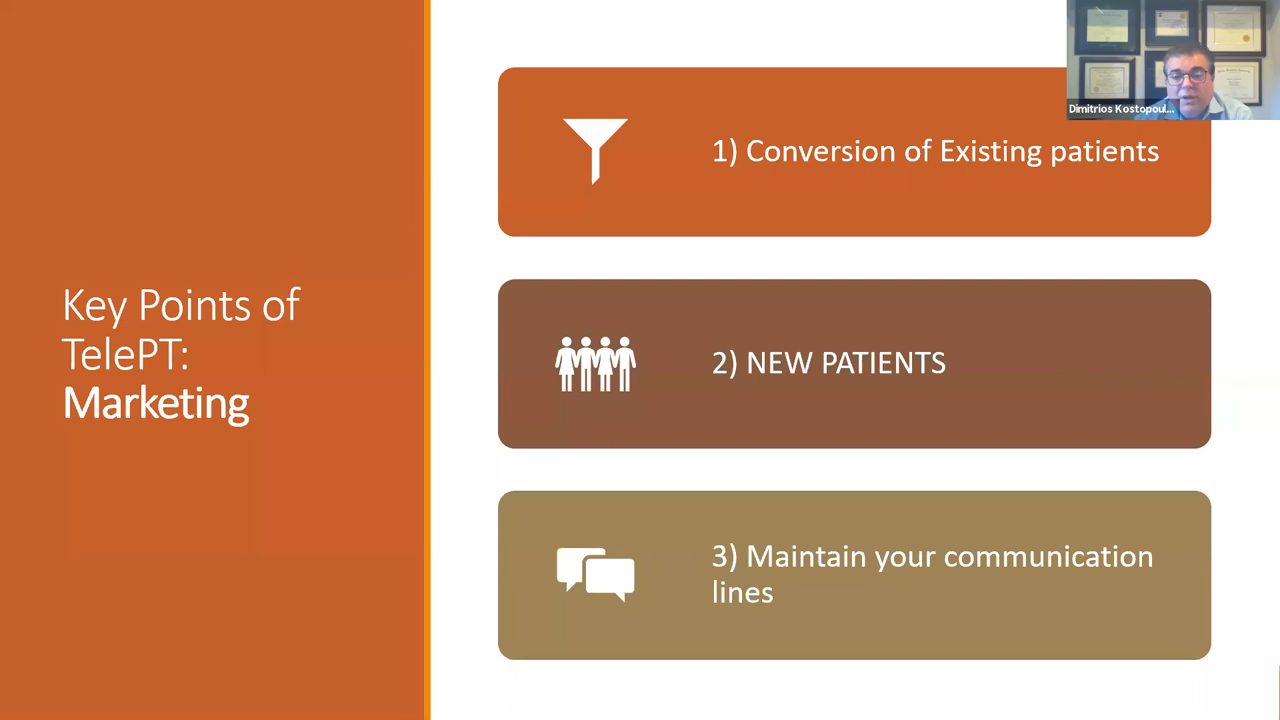 Key Points of
TelePT:
Marketing
1) Conversion of Existing patients
2) NEW PATIENTS
3) Maintain your communication
lines
Dimitrios Kostopoul...